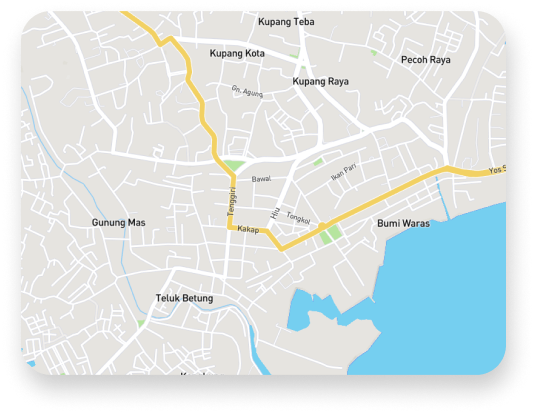 Kupang Teba
Kupang Kota
Pecoh Raya
Kupang Raya
Gn. Agung
Ikan Pari
Yos S
Bawal
Tenggiri
Hiu
Tongkol
Gunung Mas
Kakap
Bumi Waras
Teluk Betung